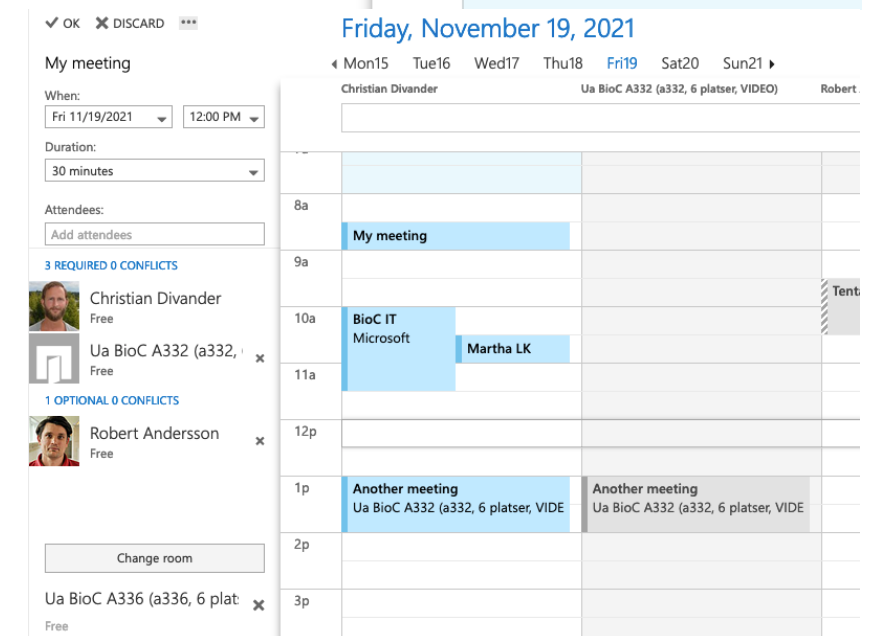 OK DISCARD •••
My meeting
When:
Fri 11/19/2021 12:00 PM
Duration:
30 minutes
Attendees:
Add attendees
3 REQUIRED 0 CONFLICTS
Christian Divander
Free
Ua BioC A332 (a332,
Free
1 OPTIONAL 0 CONFLICTS
Robert Andersson
Free
Change room
Ua BioC A336 (a336, 6 plat
Free
Friday, November 19, 2021
Mon15 Tue16 Wed17 Thu18 Fri19 Sat20 Sun21
Christian Divander Ua BioC A332 (a332, 6 platser, VIDEO) Robert
8a
My meeting
9a
Tent
10a BioC IT
Microsoft
Martha LK
11a
12p
1p Another meeting Another meeting
Ua BioC A332 (a332, 6 platser, VIDE Ua BioC A332 (a332, 6 platser, VIDE
2p
3p